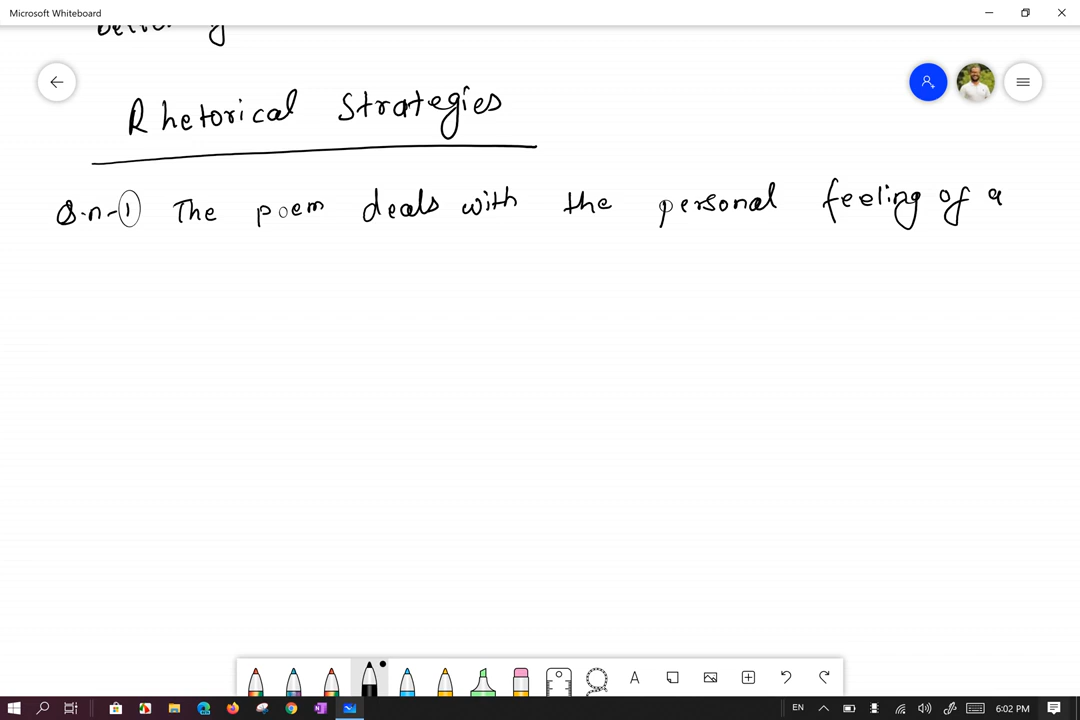 Microsoft Whiteboard
Rhetorical Strategies
Q.n-① The poem deals with the personal feeling of a
A
EN
6:02 PM